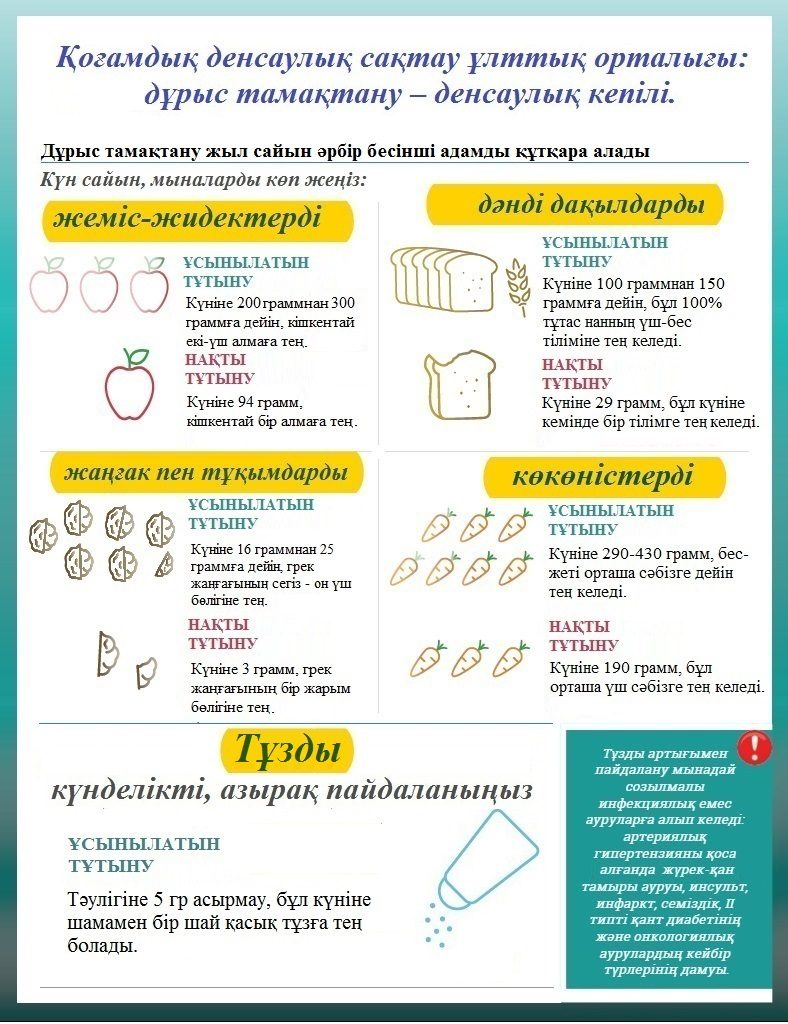 Қоғамдық денсаулық сақтау ұлттық орталығы:
дұрыс тамақтану – денсаулық кепілі.
Дұрыс тамақтану жыл сайын әрбір бесінші адамды құтқара алады
Күн сайын, мыналарды көп жеңіз:
жеміс-жидектерді
ҰСЫНЫЛАТЫН
ТҰТЫНУ
Күніне 200 граммнан 300
граммға дейін, кішкентай
екі-үш алмаға тең.
НАҚТЫ
ТҰТЫНУ
Күніне 94 грамм,
кішкентай бір алмаға тең.
дәнді дақылдарды
ҰСЫНЫЛАТЫН
ТҰТЫНУ
Күніне 100 граммнан 150
граммға дейін, бұл 100%
тұтас нанның үш-бес
тіліміне тең келеді.
НАҚТЫ
ТҰТЫНУ
Күніне 29 грамм, бұл күніне
кемінде бір тілімге тең келеді.
жаңғак пен тұқымдарды
ҰСЫНЫЛАТЫН
ТҰТЫНУ
Күніне 16 граммнан 25
граммға дейін, грек
жаңғағының сегіз - он үш
бөлігіне тең.
НАҚТЫ
ТҰТЫНУ
Күніне 3 грамм, грек
жаңғағының бір жарым
бөлігіне тең.
көкөністерді
ҰСЫНЫЛАТЫН
ТҰТЫНУ
Күніне 290-430 грамм, бес-
жеті орташа сәбізге дейін
тең келеді.
НАҚТЫ
ТҰТЫНУ
Күніне 190 грамм, бұл
орташа үш сәбізге тең келеді.
Тұзды
күнделікті, азырақ пайдаланыңыз
ҰСЫНЫЛАТЫН
ТҰТЫНУ
Тәулігіне 5 гр асырмау, бұл күніне
шамамен бір шай қасық тұзға тең
болады.
Тұзды артығымен
пайдалану мынадай
созылмалы
инфекциялық емес
ауруларға алып келеді:
артериялық
гипертензияны қоса
алғанда жүрек-қан
тамыры ауруы, инсульт,
инфаркт, семіздік, II
типті қант диабетінің
және онкологиялық
аурулардың кейбір
түрлерінің дамуы.